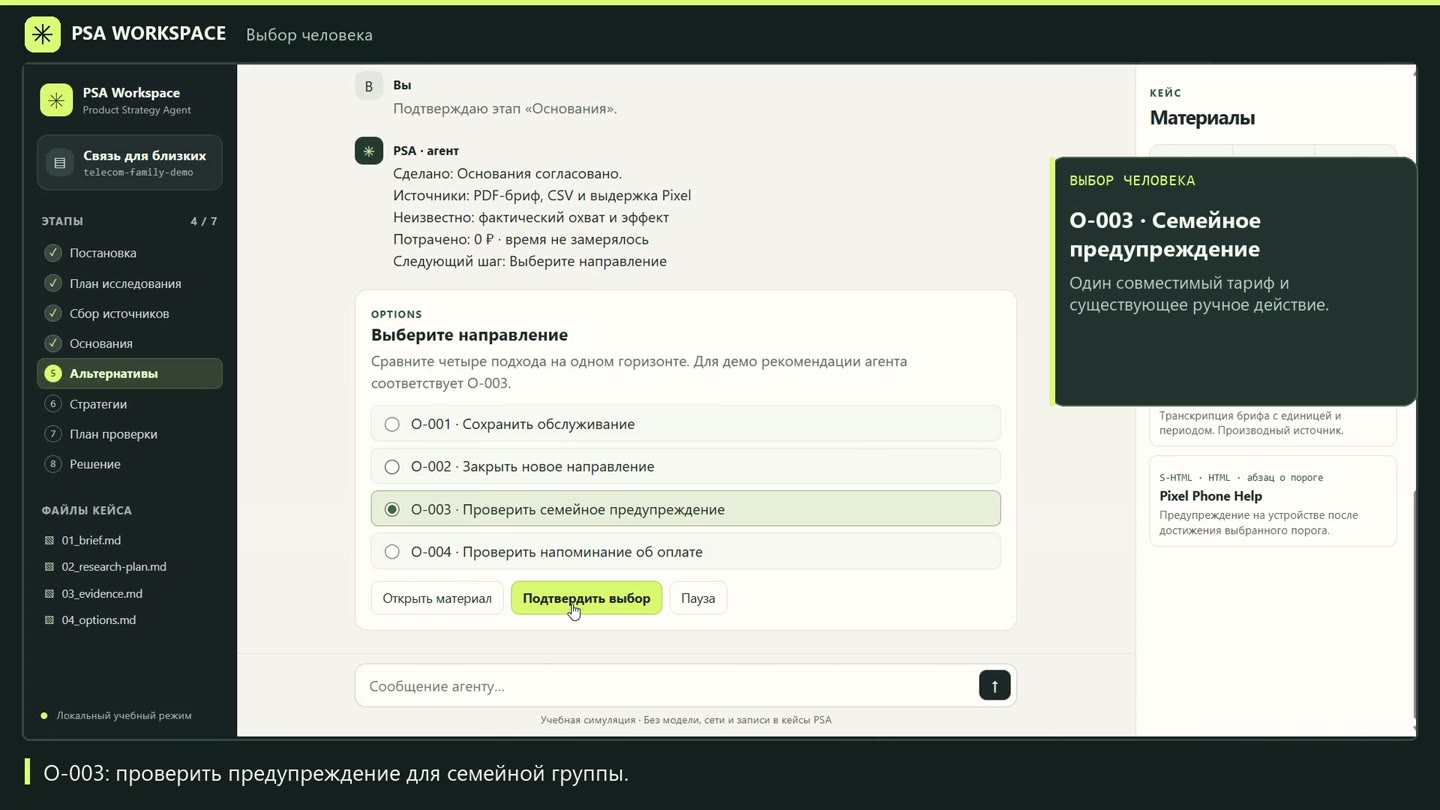 PSA WORKSPACE Выбор человека
PSA Workspace
Product Strategy Agent
Связь для близких
telecom-family-demo
ЭТАПЫ 4 / 7
Постановка
План исследования
Сбор источников
Основания
5 Альтернативы
6 Стратегии
7 План проверки
8 Решение
ФАЙЛЫ КЕЙСА
01_brief.md
02_research-plan.md
03_evidence.md
04_options.md
Локальный учебный режим
В Вы
Подтверждаю этап «Основания».
PSA · агент
Сделано: Основания согласовано.
Источники: PDF-бриф, CSV и выдержка Pixel
Неизвестно: фактический охват и эффект
Потрачено: 0 ₽ · время не замерялось
Следующий шаг: Выберите направление
OPTIONS
Выберите направление
Сравните четыре подхода на одном горизонте. Для демо рекомендации агента
соответствует О-003.
О-001 · Сохранить обслуживание
О-002 · Закрыть новое направление
О-003 · Проверить семейное предупреждение
О-004 · Проверить напоминание об оплате
Открыть материал Подтвердить выбор Пауза
Сообщение агенту...
Учебная симуляция · Без модели, сети и записи в кейсы PSA
КЕЙС
Материалы
ВЫБОР ЧЕЛОВЕКА
О-003 · Семейное
предупреждение
Один совместимый тариф и
существующее ручное действие.
Транскрипция брифа с единицей и
периодом. Производный источник.
S-HTML · HTML · абзац о пороге
Pixel Phone Help
Предупреждение на устройстве после
достижения выбранного порога.
О-003: проверить предупреждение для семейной группы.